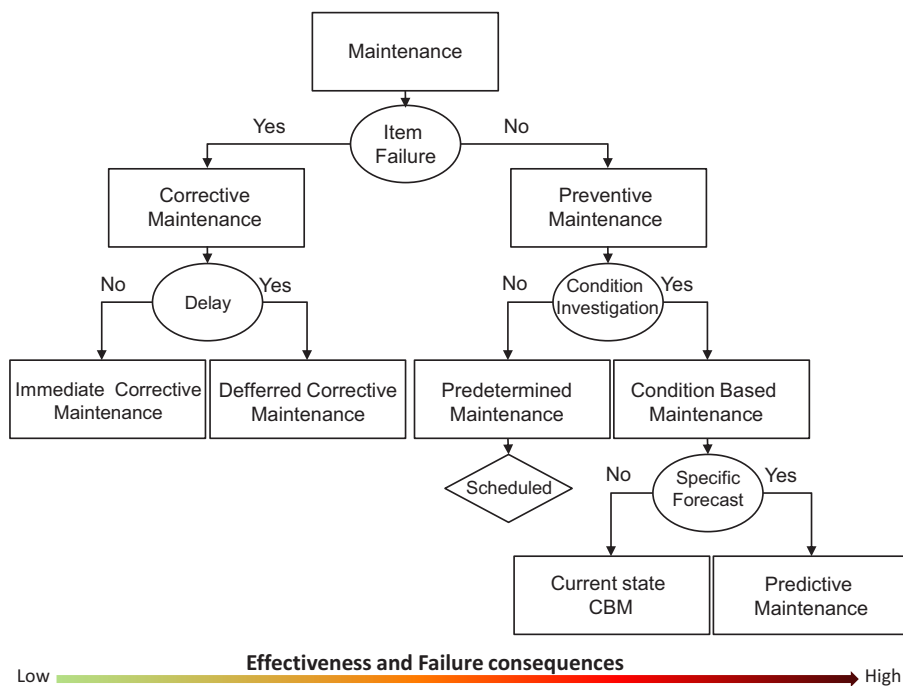 Maintenance
Yes
Item
Failure
No
Corrective
Maintenance
Preventive
Maintenance
No
Delay
Yes
No
Condition
Investigation
Yes
Immediate Corrective
Maintenance
Defferred Corrective
Maintenance
Predetermined
Maintenance
Condition Based
Maintenance
Scheduled
No
Specific
Forecast
Yes
Current state
CBM
Predictive
Maintenance
Effectiveness and Failure consequences
Low
High